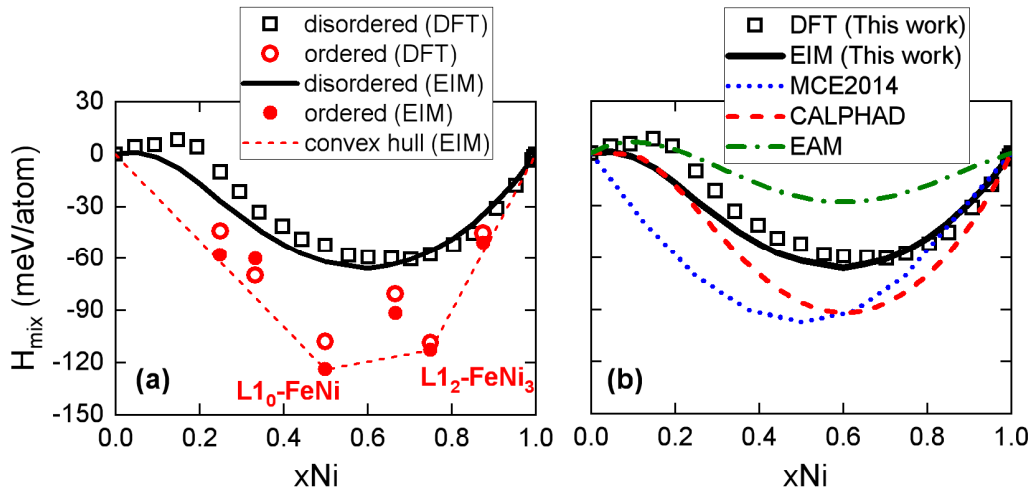 disordered (DFT)
ordered (DFT)
disordered (EIM)
ordered (EIM)
convex hull (EIM)
30
0
-30
-60
-90
-120
-150
H_mix (meV/atom)
(a)
L1₀-FeNi
L1₂-FeNi₃
0.0 0.2 0.4 0.6 0.8 1.0
xNi
DFT (This work)
EIM (This work)
MCE2014
CALPHAD
EAM
(b)
0.0 0.2 0.4 0.6 0.8 1.0
xNi